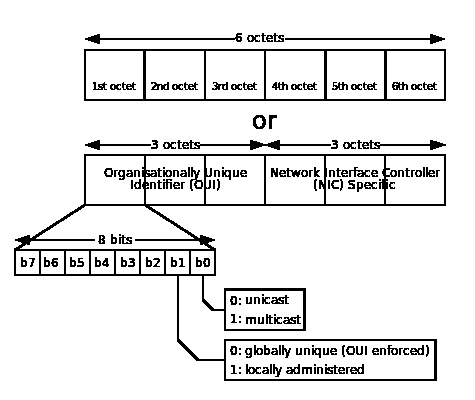 6 octets
1st octet 2nd octet 3rd octet 4th octet 5th octet 6th octet
or
3 octets 3 octets
Organisationally Unique
Identifier (OUI)
Network Interface Controller
(NIC) Specific
8 bits
b7 b6 b5 b4 b3 b2 b1 b0
0: unicast
1: multicast
0: globally unique (OUI enforced)
1: locally administered